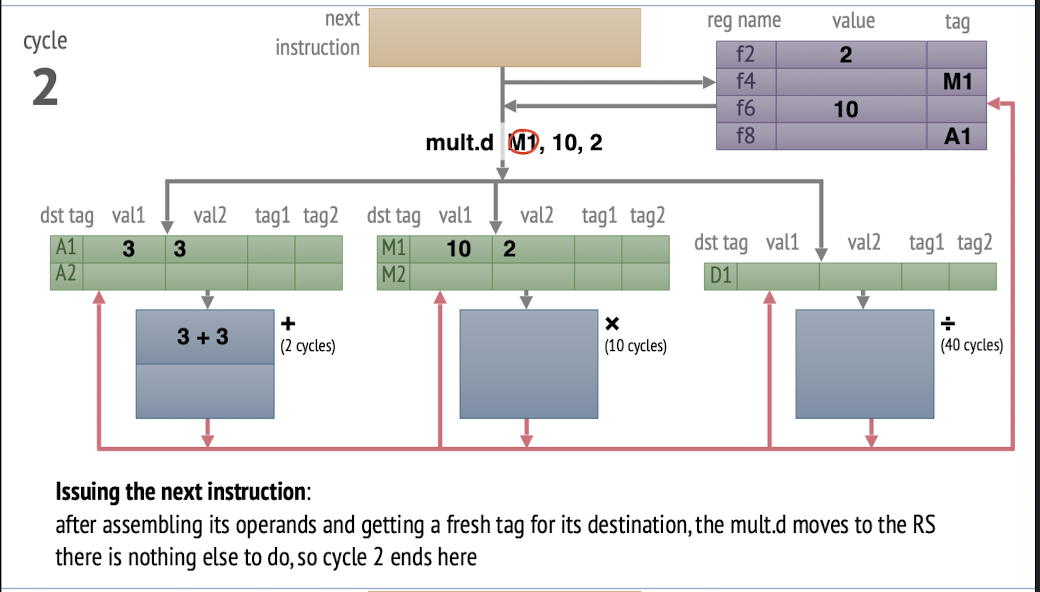 cycle
2
next
instruction
reg name value tag
f2 2
f4 M1
f6 10
f8 A1
mult.d M1, 10, 2
dst tag val1 val2 tag1 tag2
A1 3 3
A2
dst tag val1 val2 tag1 tag2
M1 10 2
M2
dst tag val1 val2 tag1 tag2
D1
3 + 3
+
(2 cycles)
×
(10 cycles)
÷
(40 cycles)
Issuing the next instruction:
after assembling its operands and getting a fresh tag for its destination, the mult.d moves to the RS
there is nothing else to do, so cycle 2 ends here